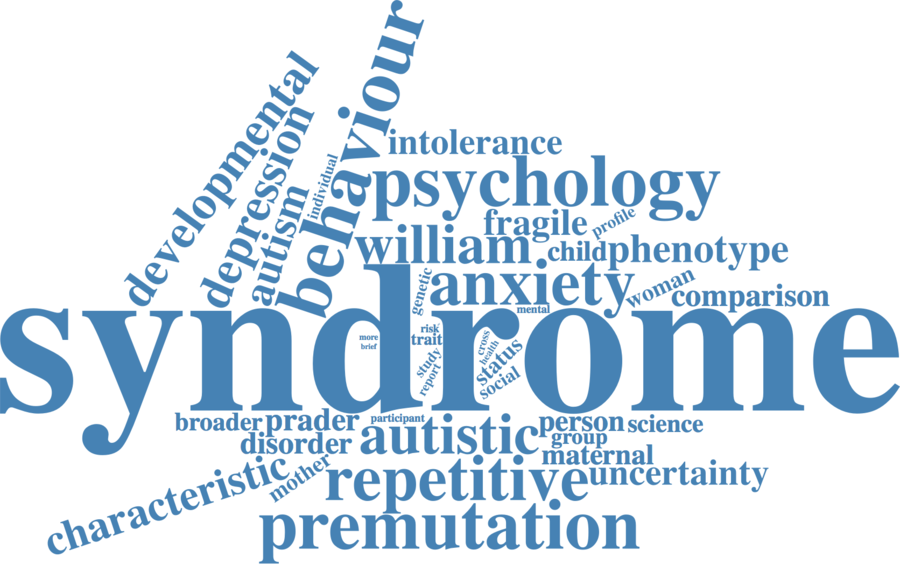 behaviour
developmental
depression
intolerance
individual
psychology
autism
fragile
profile
william
child
phenotype
genetic
anxiety
woman
comparison
mental
syndrome
more
brief
risk
trait
study
report
cross
health
status
social
broader
prader
participant
person
science
disorder
autistic
group
maternal
characteristic
mother
repetitive
uncertainty
premutation